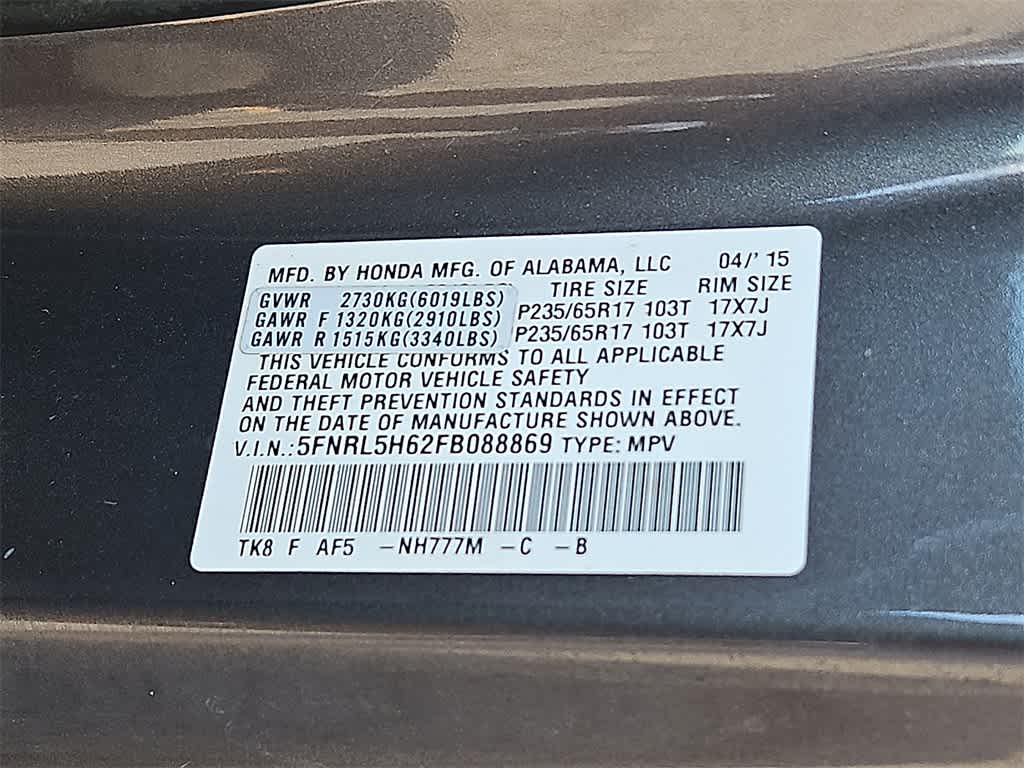 MFD. BY HONDA MFG. OF ALABAMA, LLC 04/'15
GVWR 2730KG(6019LBS) TIRE SIZE RIM SIZE
GAWR F 1320KG(2910LBS) P235/65R17 103T 17X7J
GAWR R 1515KG(3340LBS) P235/65R17 103T 17X7J
THIS VEHICLE CONFORMS TO ALL APPLICABLE
FEDERAL MOTOR VEHICLE SAFETY
AND THEFT PREVENTION STANDARDS IN EFFECT
ON THE DATE OF MANUFACTURE SHOWN ABOVE.
V.I.N.: 5FNRL5H62FB088869 TYPE: MPV
TK8 F AF5 -NH777M -C -B